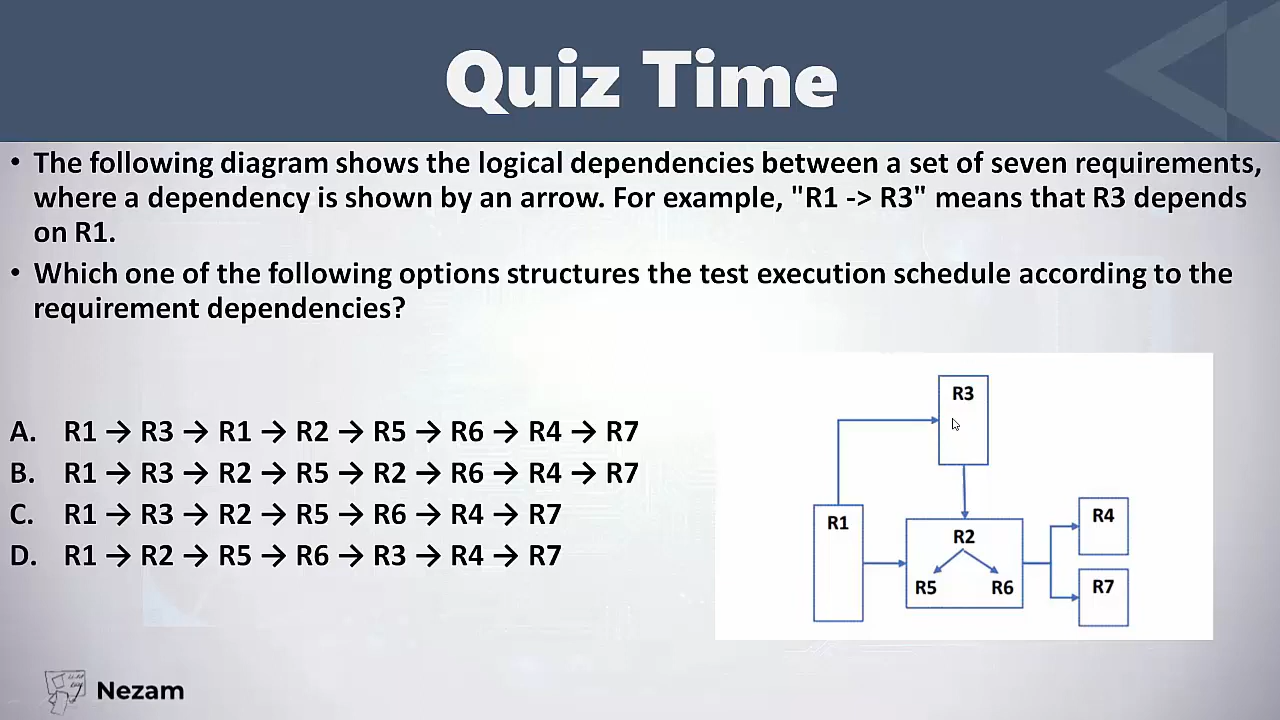 Quiz Time
• The following diagram shows the logical dependencies between a set of seven requirements,
where a dependency is shown by an arrow. For example, "R1 -> R3" means that R3 depends
on R1.
• Which one of the following options structures the test execution schedule according to the
requirement dependencies?
A. R1 → R3 → R1 → R2 → R5 → R6 → R4 → R7
B. R1 → R3 → R2 → R5 → R2 → R6 → R4 → R7
C. R1 → R3 → R2 → R5 → R6 → R4 → R7
D. R1 → R2 → R5 → R6 → R3 → R4 → R7
R3
R1
R2
R5 R6
R4
R7
Nezam